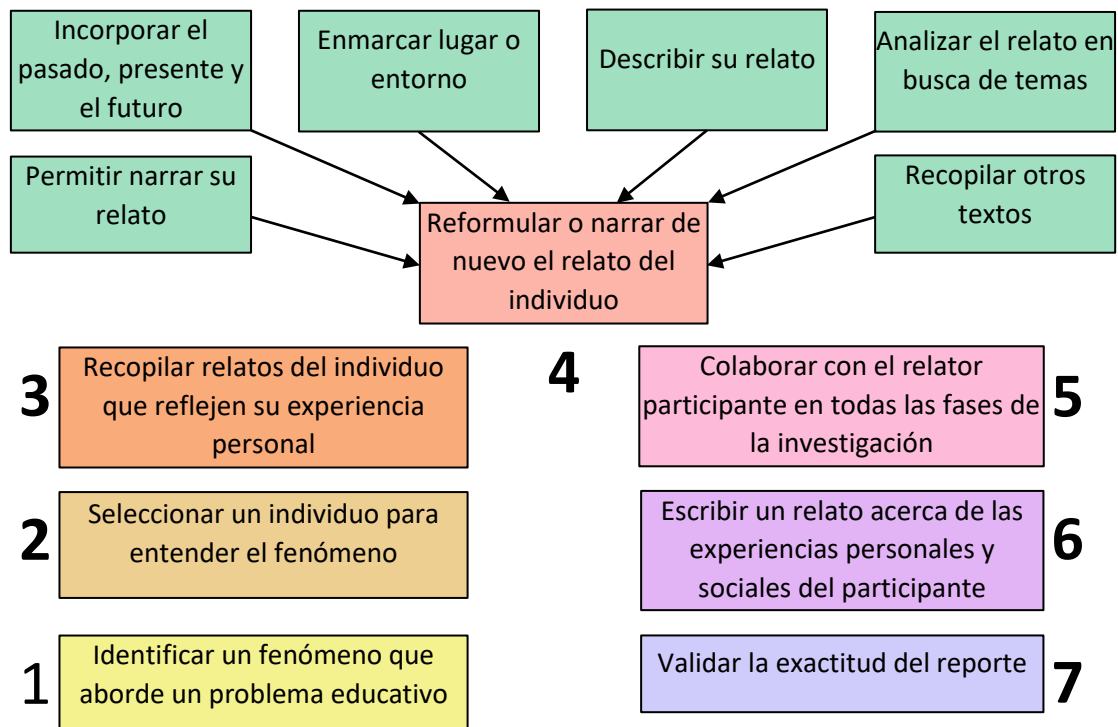 Incorporar el
pasado, presente y
el futuro
Enmarcar lugar o
entorno
Describir su relato
Analizar el relato en
busca de temas
Permitir narrar su
relato
Recopilar otros
textos
Reformular o narrar de
nuevo el relato del
individuo
3
Recopilar relatos del individuo
que reflejen su experiencia
personal
4
Colaborar con el relator
participante en todas las fases de
la investigación
5
2
Seleccionar un individuo para
entender el fenómeno
Escribir un relato acerca de las
experiencias personales y
sociales del participante
6
1
Identificar un fenómeno que
aborde un problema educativo
Validar la exactitud del reporte
7